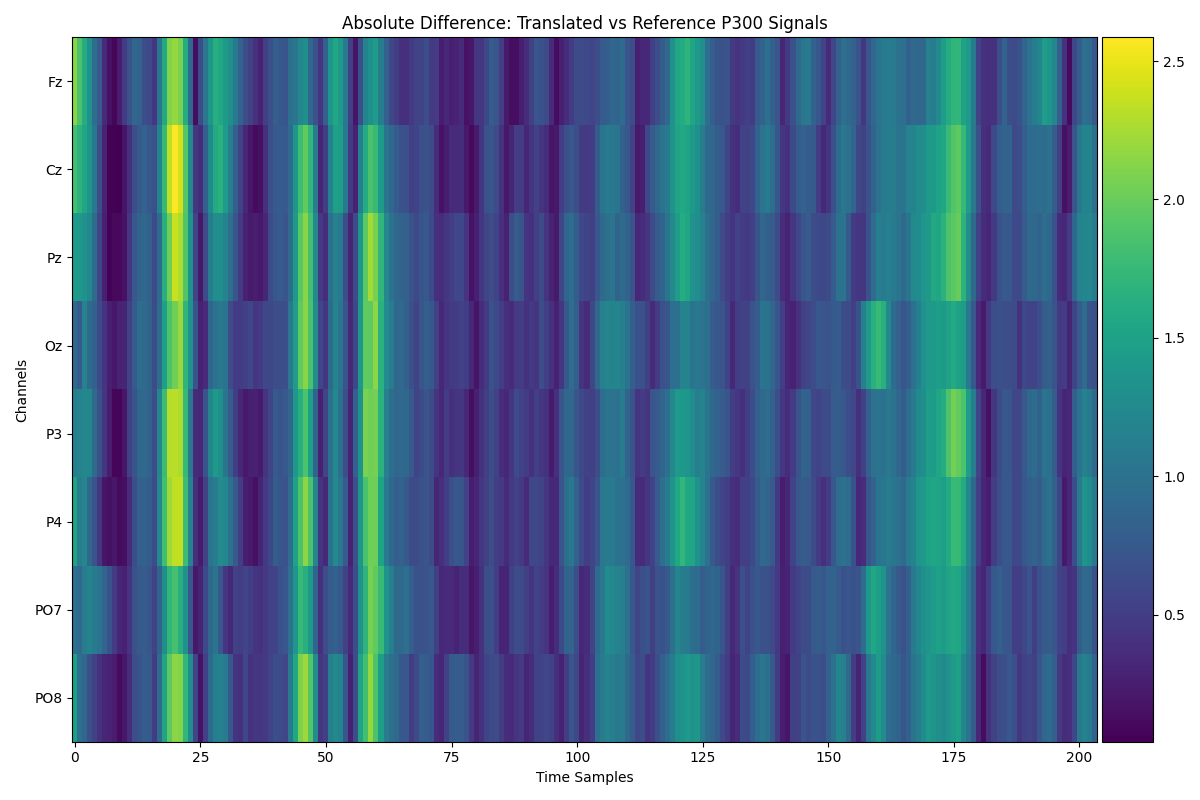 Absolute Difference: Translated vs Reference P300 Signals
Channels
Fz
Cz
Pz
Oz
P3
P4
PO7
PO8
0 25 50 75 100 125 150 175 200
Time Samples
2.5
2.0
1.5
1.0
0.5